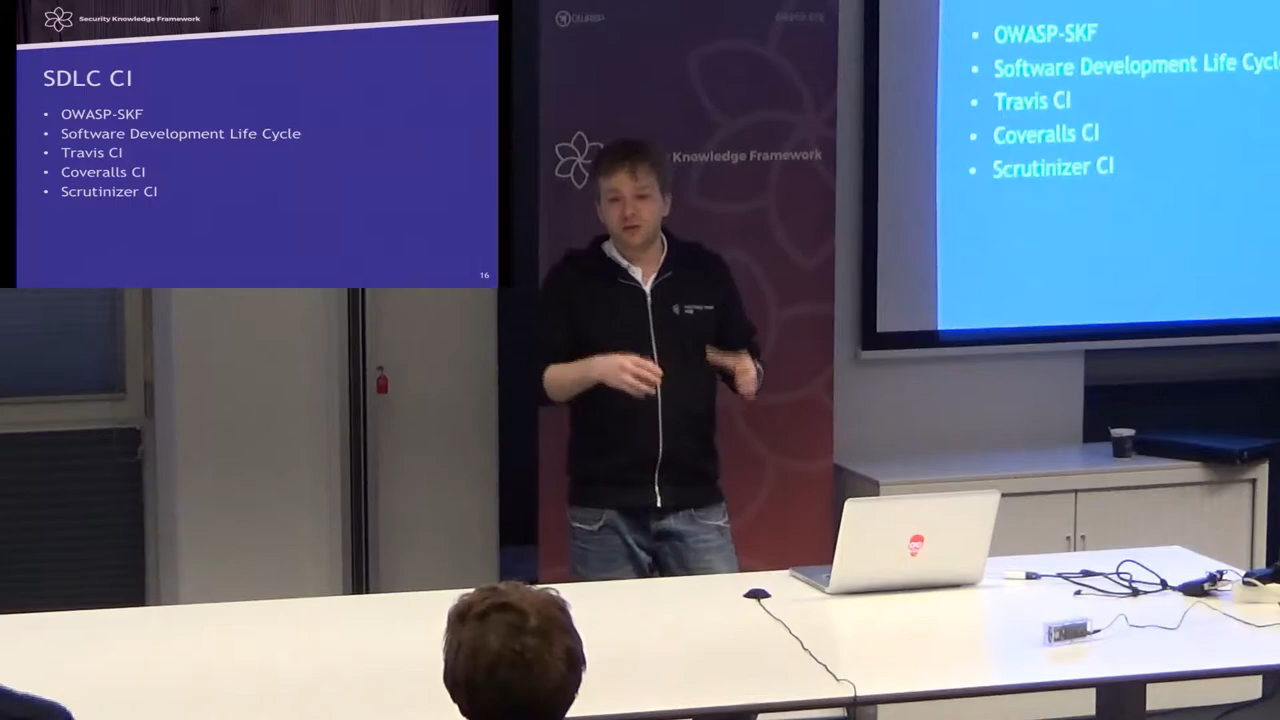 Security Knowledge Framework
SDLC CI
• OWASP-SKF
• Software Development Life Cycle
• Travis CI
• Coveralls CI
• Scrutinizer CI
16
OWASP
Knowledge Framework
• OWASP-SKF
• Software Development Life Cycl
• Travis CI
• Coveralls CI
• Scrutinizer CI